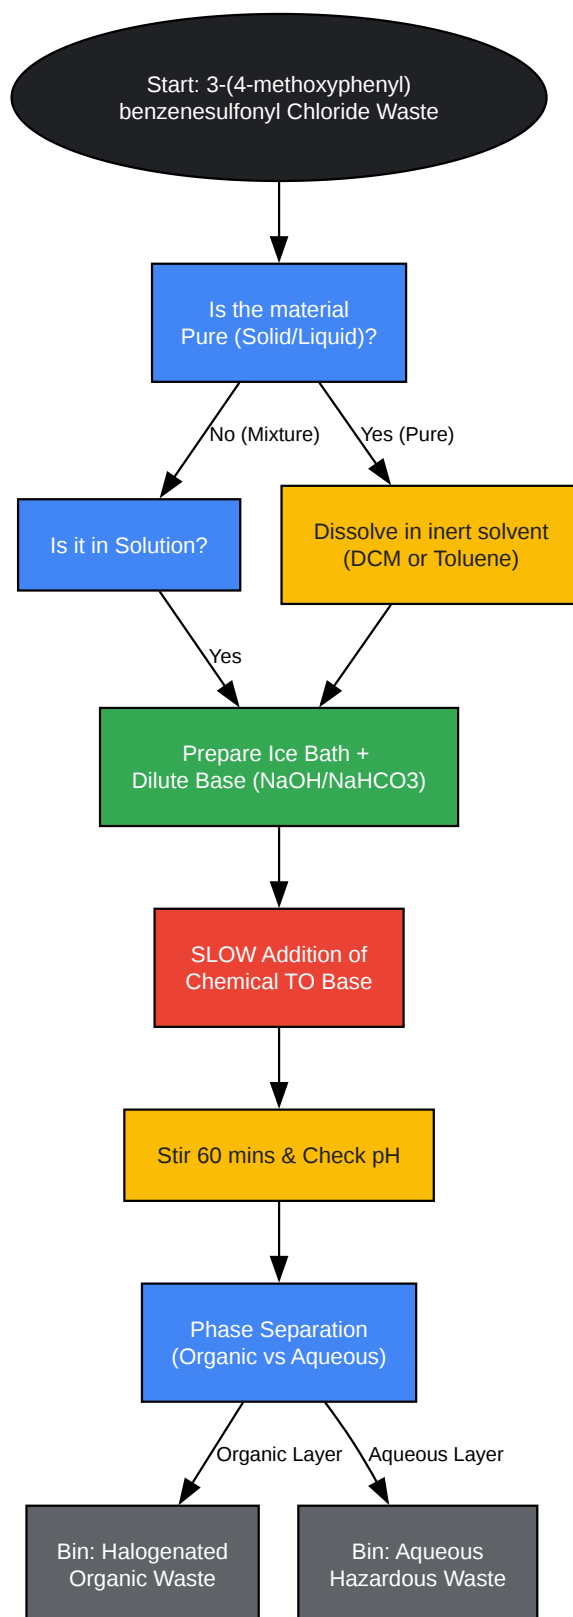 Start: 3-(4-methoxyphenyl)
benzenesulfonyl Chloride Waste
Is the material
Pure (Solid/Liquid)?
No (Mixture)
Yes (Pure)
Is it in Solution?
Dissolve in inert solvent
(DCM or Toluene)
Yes
Prepare Ice Bath +
Dilute Base (NaOH/NaHCO3)
SLOW Addition of
Chemical TO Base
Stir 60 mins & Check pH
Phase Separation
(Organic vs Aqueous)
Organic Layer
Aqueous Layer
Bin: Halogenated
Organic Waste
Bin: Aqueous
Hazardous Waste